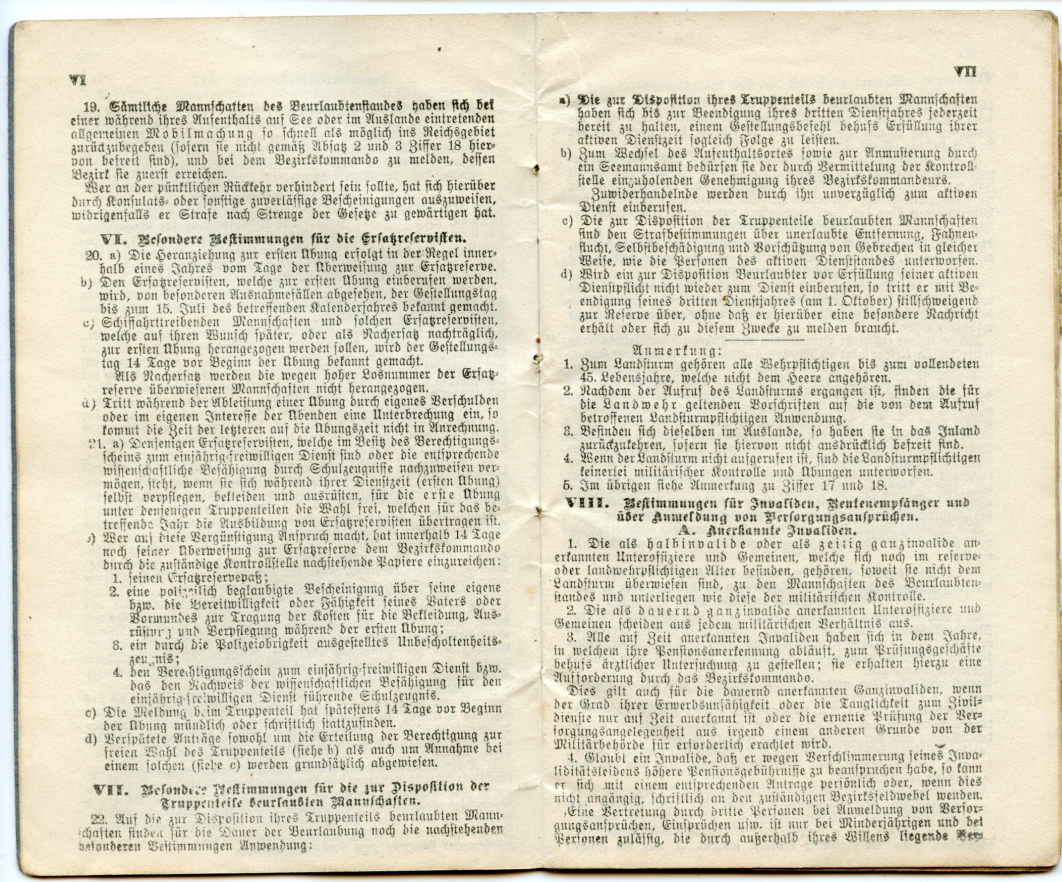 VI
19. Sämtliche Mannschaften des Beurlaubtenstandes haben sich bei
einer während ihres Aufenthalts auf See oder im Auslande eintretenden
allgemeinen Mobilmachung so schnell als möglich ins Reichsgebiet
zurückzubegeben (sofern sie nicht gemäß Absatz 2 und 3 Ziffer 18 hier-
von befreit sind), und bei dem Bezirkskommando zu melden, dessen
Bezirk sie zuerst erreichen.
Wer an der pünktlichen Rückkehr verhindert sein sollte, hat sich hierüber
durch Konsulats- oder sonstige zuverlässige Bescheinigungen auszuweisen,
widrigenfalls er Strafe nach Strenge der Gesetze zu gewärtigen hat.
VI. Besondere Bestimmungen für die Ersatzreservisten.
20. a) Die Heranziehung zur ersten Übung erfolgt in der Regel inner-
halb eines Jahres vom Tage der Überweisung zur Ersatzreserve.
b) Den Ersatzreservisten, welche zur ersten Übung einberufen werden,
wird, von besonderen Ausnahmefällen abgesehen, der Gestellungstag
bis zum 15. Juli des betreffenden Kalenderjahres bekannt gemacht.
c) Schiffahrttreibenden Mannschaften und solchen Ersatzreservisten,
welche auf ihren Wunsch später, oder als Nachersatz nachträglich,
zur ersten Übung herangezogen werden sollen, wird der Gestellungs-
tag 14 Tage vor Beginn der Übung bekannt gemacht.
Als Nachersatz werden die wegen hoher Losnummer der Ersatz-
reserve überwiesenen Mannschaften nicht herangezogen.
d) Tritt während der Ableistung einer Übung durch eigenes Verschulden
oder im eigenen Interesse der Übenden eine Unterbrechung ein, so
kommt die Zeit der letzteren auf die Übungszeit nicht in Anrechnung.
21. a) Denjenigen Ersatzreservisten, welche im Besitz des Berechtigungs-
scheins zum einjährig-freiwilligen Dienst sind oder die entsprechende
wissenschaftliche Befähigung durch Schulzeugnisse nachzuweisen ver-
mögen, steht, wenn sie sich während ihrer Dienstzeit (ersten Übung)
selbst verpflegen, bekleiden und ausrüsten, für die erste Übung
unter denjenigen Truppenteilen die Wahl frei, welchen für das be-
treffende Jahr die Ausbildung von Ersatzreservisten übertragen ist.
b) Wer auf diese Vergünstigung Anspruch macht, hat innerhalb 14 Tage
nach seiner Überweisung zur Ersatzreserve dem Bezirkskommando
durch die zuständige Kontrollstelle nachstehende Papiere einzureichen:
1. seinen Ersatzreservepaß;
2. eine polizeilich beglaubigte Bescheinigung über seine eigene
bzw. die Bereitwilligkeit oder Fähigkeit seines Vaters oder
Vormundes zur Tragung der Kosten für die Bekleidung, Aus-
rüstung und Verpflegung während der ersten Übung;
3. ein durch die Polizeiobrigkeit ausgestelltes Unbescholtenheits-
zeugnis;
4. den Berechtigungschein zum einjährig-freiwilligen Dienst bzw.
das den Nachweis der wissenschaftlichen Befähigung für den
einjährig-freiwilligen Dienst führende Schulzeugnis.
c) Die Meldung beim Truppenteil hat spätestens 14 Tage vor Beginn
der Übung mündlich oder schriftlich stattzufinden.
d) Verspätete Anträge sowohl um die Erteilung der Berechtigung zur
freien Wahl des Truppenteils (siehe b) als auch um Annahme bei
einem solchen (siehe c) werden grundsätzlich abgewiesen.
VII. Besondere Bestimmungen für die zur Disposition der
Truppenteile beurlaubten Mannschaften.
22. Auf die zur Disposition ihres Truppenteils beurlaubten Mann-
schaften finden für die Dauer der Beurlaubung noch die nachstehenden
besonderen Bestimmungen Anwendung:
VII
a) Die zur Disposition ihres Truppenteils beurlaubten Mannschaften
haben sich bis zur Beendigung ihres dritten Dienstjahres jederzeit
bereit zu halten, einem Gestellungsbefehl behufs Erfüllung ihrer
aktiven Dienstzeit sogleich Folge zu leisten.
b) Zum Wechsel des Aufenthaltsortes sowie zur Anmusterung durch
ein Seemannsamt bedürfen sie der durch Vermittelung der Kontroll-
stelle einzuholenden Genehmigung ihres Bezirkskommandeurs.
Zuwiderhandelnde werden durch ihn unverzüglich zum aktiven
Dienst einberufen.
c) Die zur Disposition der Truppenteile beurlaubten Mannschaften
sind den Strafbestimmungen über unerlaubte Entfernung, Fahnen-
flucht, Selbstbeschädigung und Vorschützung von Gebrechen in gleicher
Weise, wie die Personen des aktiven Dienststandes unterworfen.
d) Wird ein zur Disposition Beurlaubter vor Erfüllung seiner aktiven
Dienstpflicht nicht wieder zum Dienst einberufen, so tritt er mit Be-
endigung seines dritten Dienstjahres (am 1. Oktober) stillschweigend
zur Reserve über, ohne daß er hierüber eine besondere Nachricht
erhält oder sich zu diesem Zwecke zu melden braucht.
Anmerkung:
1. Zum Landsturm gehören alle Wehrpflichtigen bis zum vollendeten
45. Lebensjahre, welche nicht dem Heere angehören.
2. Nachdem der Aufruf des Landsturms ergangen ist, finden die für
die Landwehr geltenden Vorschriften auf die von dem Aufruf
betroffenen Landsturmpflichtigen Anwendung.
3. Befinden sich dieselben im Auslande, so haben sie in das Inland
zurückzukehren, sofern sie hiervon nicht ausdrücklich befreit sind.
4. Wenn der Landsturm nicht aufgerufen ist, sind die Landsturmpflichtigen
keinerlei militärischer Kontrolle und Übungen unterworfen.
5. Im übrigen siehe Anmerkung zu Ziffer 17 und 18.
VIII. Bestimmungen für Invaliden, Rentenempfänger und
über Anmeldung von Versorgungsansprüchen.
A. Anerkannte Invaliden.
1. Die als halbinvalide oder als zeitig ganzinvalide an-
erkannten Unteroffiziere und Gemeinen, welche sich noch im reserve-
oder landwehrpflichtigen Alter befinden, gehören, soweit sie nicht dem
Landsturm überwiesen sind, zu den Mannschaften des Beurlaubten-
standes und unterliegen wie diese der militärischen Kontrolle.
2. Die als dauernd ganzinvalide anerkannten Unteroffiziere und
Gemeinen scheiden aus jedem militärischen Verhältnis aus.
3. Alle auf Zeit anerkannten Invaliden haben sich in dem Jahre,
in welchem ihre Pensionsanerkennung abläuft, zum Prüfungsgeschäfte
behufs ärztlicher Untersuchung zu gestellen; sie erhalten hierzu eine
Aufforderung durch das Bezirkskommando.
Dies gilt auch für die dauernd anerkannten Ganzinvaliden, wenn
der Grad ihrer Erwerbsunfähigkeit oder die Tauglichkeit zum Zivil-
dienste nur auf Zeit anerkannt ist oder die erneute Prüfung der Ver-
sorgungsangelegenheit aus irgend einem anderen Grunde von der
Militärbehörde für erforderlich erachtet wird.
4. Glaubt ein Invalide, daß er wegen Verschlimmerung seines Inva-
liditätsleidens höhere Pensionsgebührnisse zu beanspruchen habe, so kann
er sich mit einem entsprechenden Antrage persönlich oder, wenn dies
nicht angängig, schriftlich an den zuständigen Bezirksfeldwebel wenden.
Eine Vertretung durch dritte Personen bei Anmeldung von Versor-
gungsansprüchen, Einsprüchen usw. ist nur bei Minderjährigen und bei
Personen zulässig, die durch außerhalb ihres Willens liegende Ver-